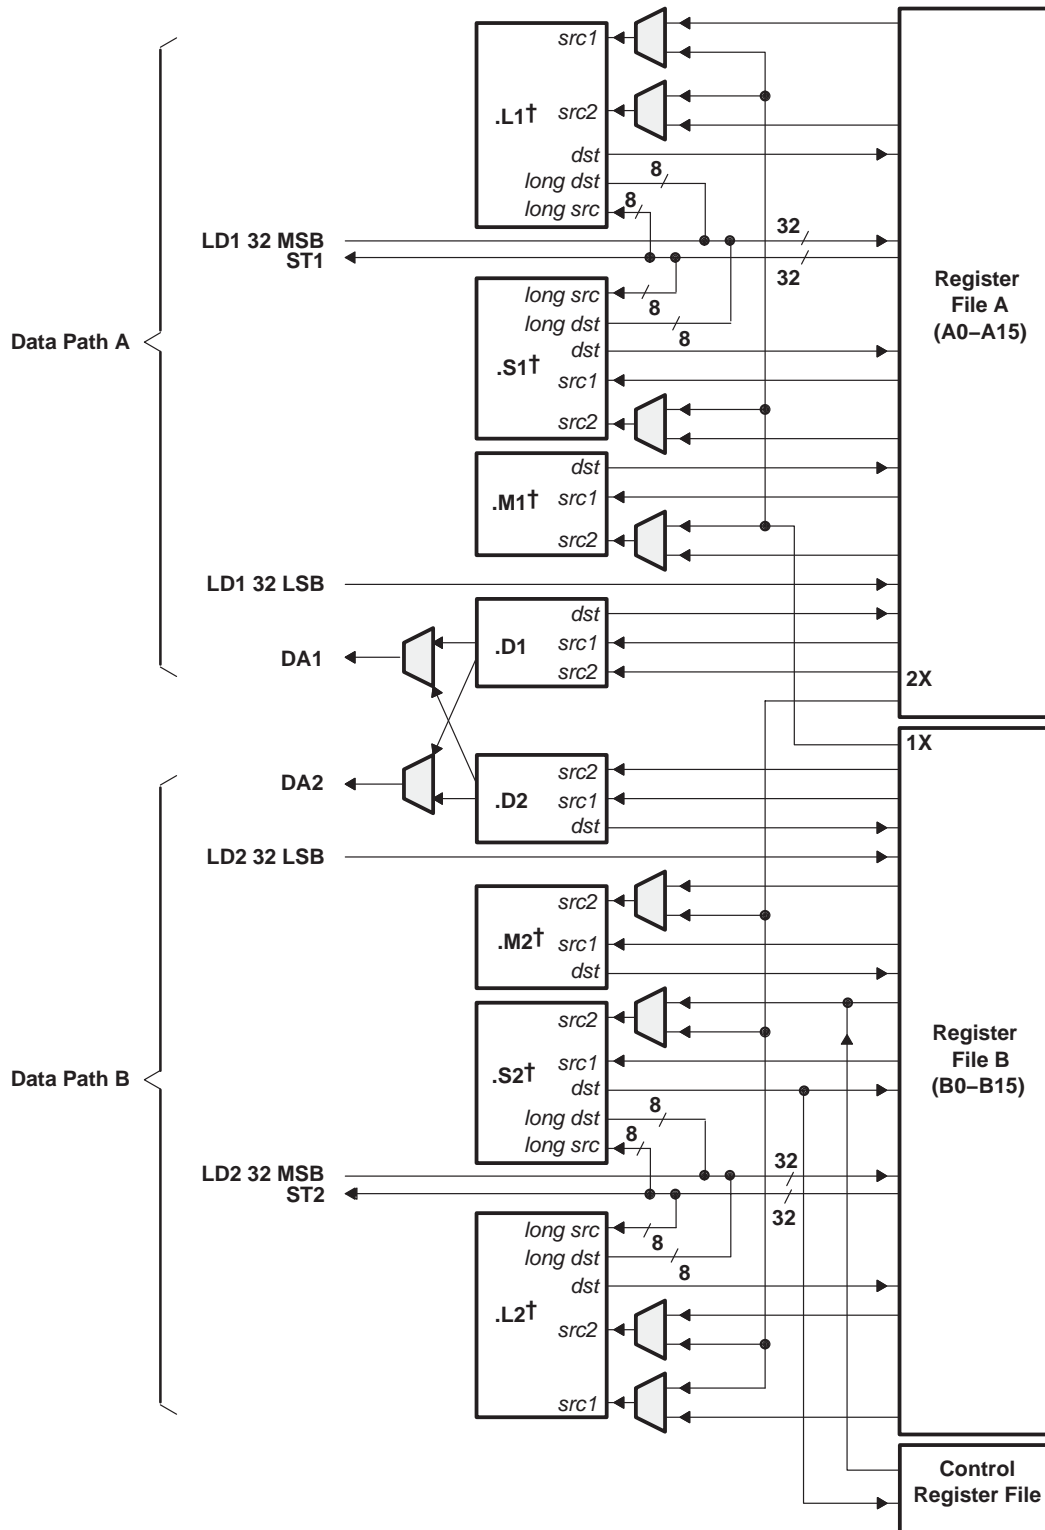 src1
.L1†
src2
dst
8
long dst
8
long src
32
LD1 32 MSB
ST1
32
Register
File A
(A0–A15)
long src
8
long dst
8
Data Path A
dst
.S1†
src1
src2
dst
.M1†
src1
src2
LD1 32 LSB
dst
.D1
src1
DA1
src2
2X
1X
src2
DA2
.D2
src1
dst
LD2 32 LSB
src2
.M2†
src1
dst
src2
Register
File B
(B0–B15)
src1
.S2†
Data Path B
dst
8
long dst
8
long src
32
LD2 32 MSB
ST2
32
long src
8
long dst
8
dst
.L2†
src2
src1
Control
Register File